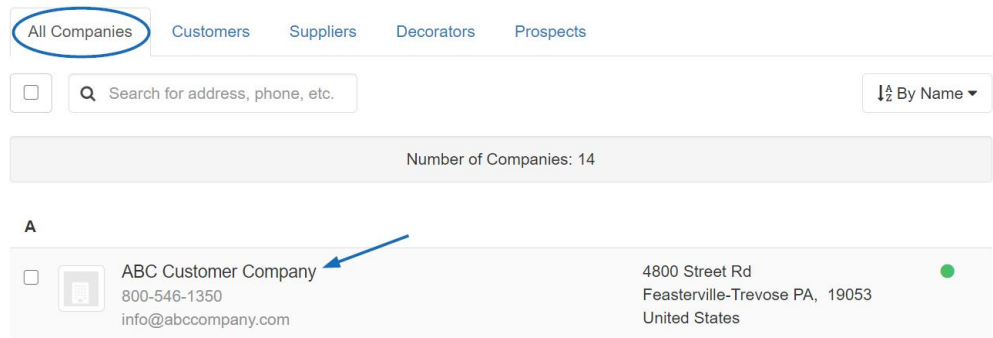 All Companies Customers Suppliers Decorators Prospects
Search for address, phone, etc. By Name
Number of Companies: 14
A
ABC Customer Company 4800 Street Rd
800-546-1350 Feasterville-Trevose PA, 19053
info@abccompany.com United States